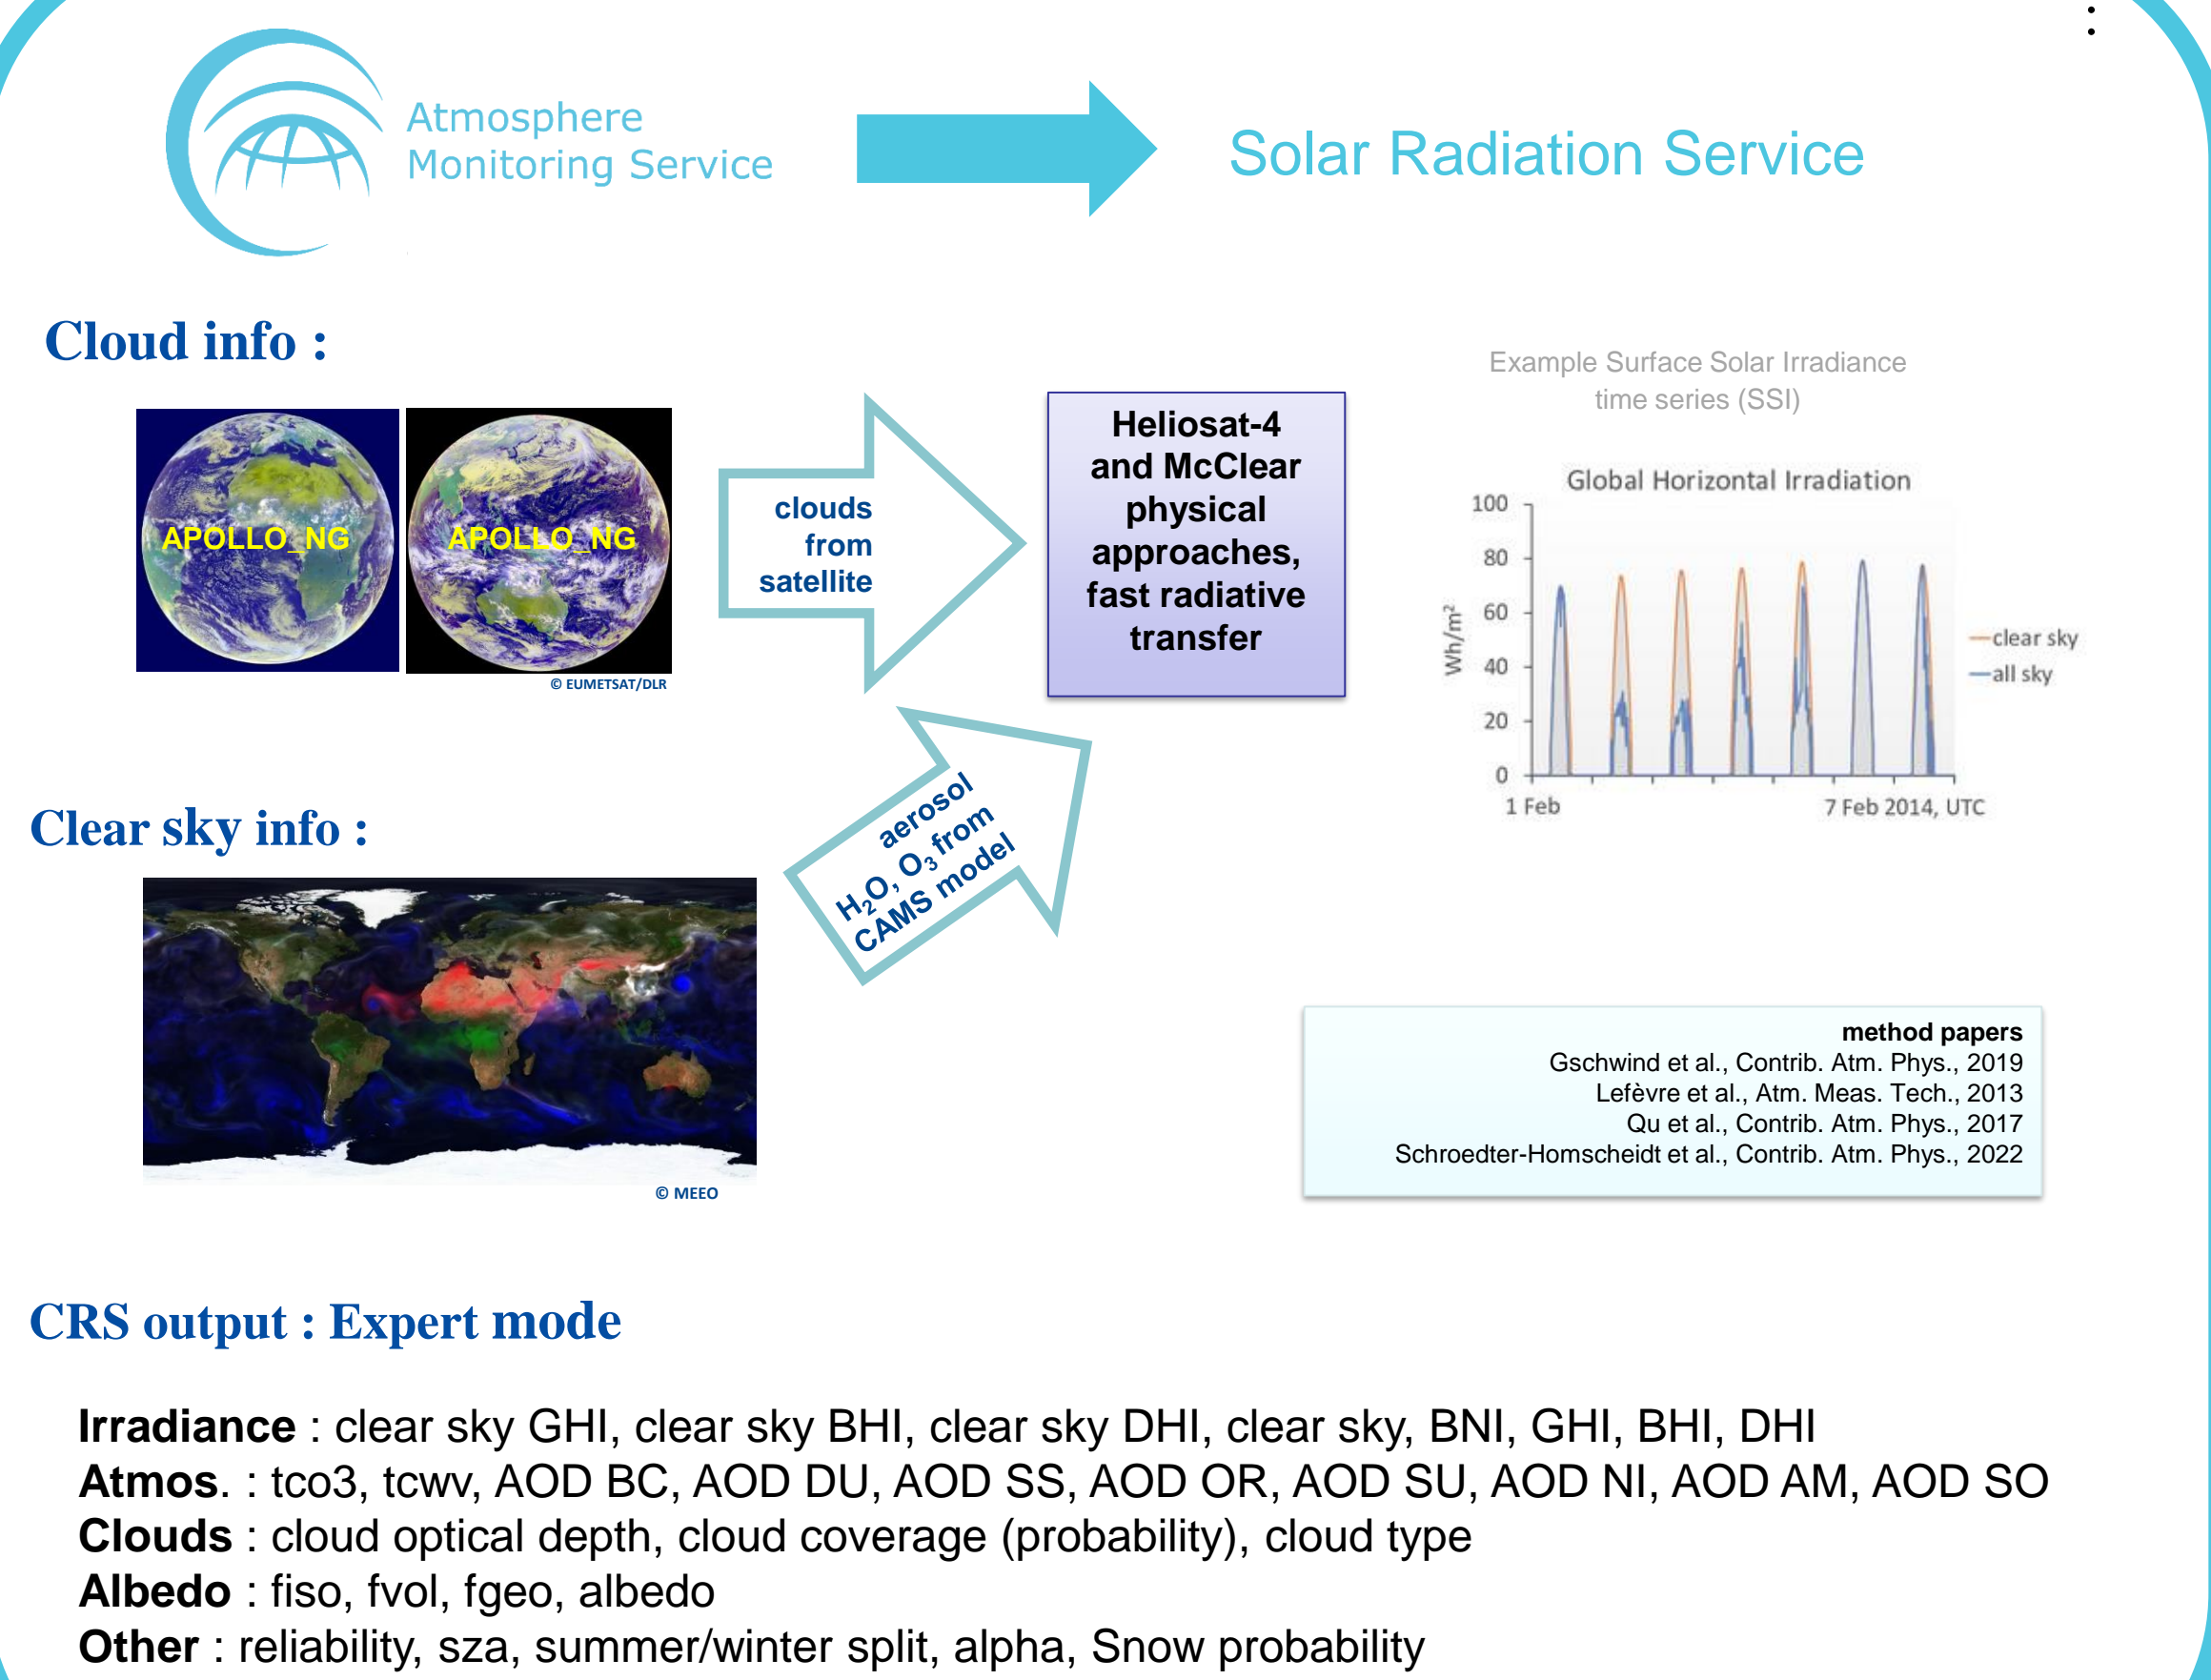 :
Atmosphere
Monitoring Service
Solar Radiation Service
Cloud info :
APOLLO_NG
APOLLO_NG
© EUMETSAT/DLR
clouds
from
satellite
Heliosat-4
and McClear
physical
approaches,
fast radiative
transfer
Example Surface Solar Irradiance
time series (SSI)
Global Horizontal Irradiation
100
80
60
40
20
0
Wh/m²
1 Feb
7 Feb 2014, UTC
clear sky
all sky
Clear sky info :
aerosol
H₂O, O₃ from
CAMS model
© MEEO
method papers
Gschwind et al., Contrib. Atm. Phys., 2019
Lefèvre et al., Atm. Meas. Tech., 2013
Qu et al., Contrib. Atm. Phys., 2017
Schroedter-Homscheidt et al., Contrib. Atm. Phys., 2022
CRS output : Expert mode
Irradiance : clear sky GHI, clear sky BHI, clear sky DHI, clear sky, BNI, GHI, BHI, DHI
Atmos. : tco3, tcwv, AOD BC, AOD DU, AOD SS, AOD OR, AOD SU, AOD NI, AOD AM, AOD SO
Clouds : cloud optical depth, cloud coverage (probability), cloud type
Albedo : fiso, fvol, fgeo, albedo
Other : reliability, sza, summer/winter split, alpha, Snow probability